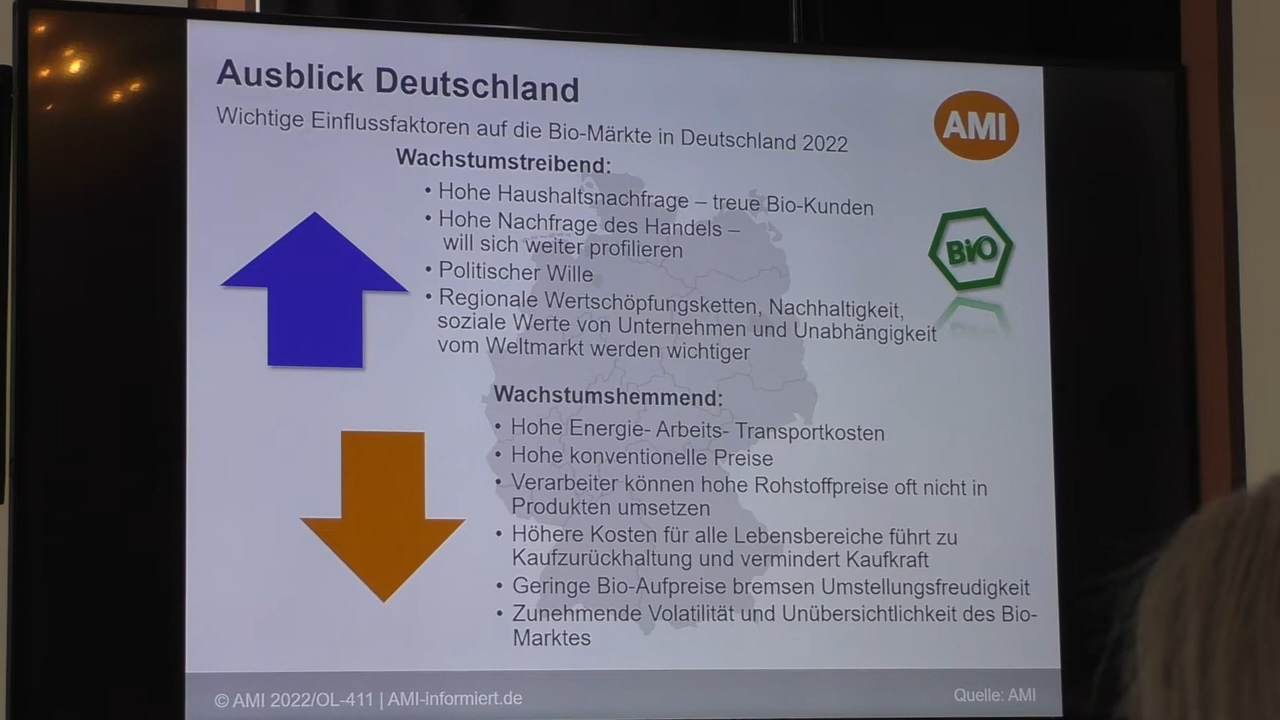 Ausblick Deutschland
Wichtige Einflussfaktoren auf die Bio-Märkte in Deutschland 2022
AMI
Wachstumstreibend:
• Hohe Haushaltsnachfrage – treue Bio-Kunden
• Hohe Nachfrage des Handels –
will sich weiter profilieren
• Politischer Wille
• Regionale Wertschöpfungsketten, Nachhaltigkeit,
soziale Werte von Unternehmen und Unabhängigkeit
vom Weltmarkt werden wichtiger
BiO
Wachstumshemmend:
• Hohe Energie- Arbeits- Transportkosten
• Hohe konventionelle Preise
• Verarbeiter können hohe Rohstoffpreise oft nicht in
Produkten umsetzen
• Höhere Kosten für alle Lebensbereiche führt zu
Kaufzurückhaltung und vermindert Kaufkraft
• Geringe Bio-Aufpreise bremsen Umstellungsfreudigkeit
• Zunehmende Volatilität und Unübersichtlichkeit des Bio-
Marktes
© AMI 2022/OL-411 | AMI-informiert.de
Quelle: AMI